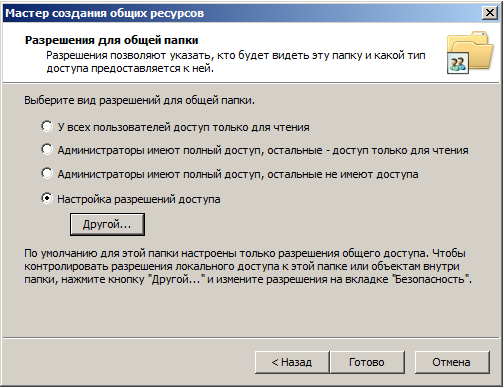 Мастер создания общих ресурсов
Разрешения для общей папки
Разрешения позволяют указать, кто будет видеть эту папку и какой тип
доступа предоставляется к ней.
Выберите вид разрешений для общей папки.
У всех пользователей доступ только для чтения
Администраторы имеют полный доступ, остальные - доступ только для чтения
Администраторы имеют полный доступ, остальные не имеют доступа
Настройка разрешений доступа
Другой...
По умолчанию для этой папки настроены только разрешения общего доступа. Чтобы
контролировать разрешения локального доступа к этой папке или объектам внутри
папки, нажмите кнопку "Другой..." и измените разрешения на вкладке "Безопасность".
< Назад
Готово
Отмена